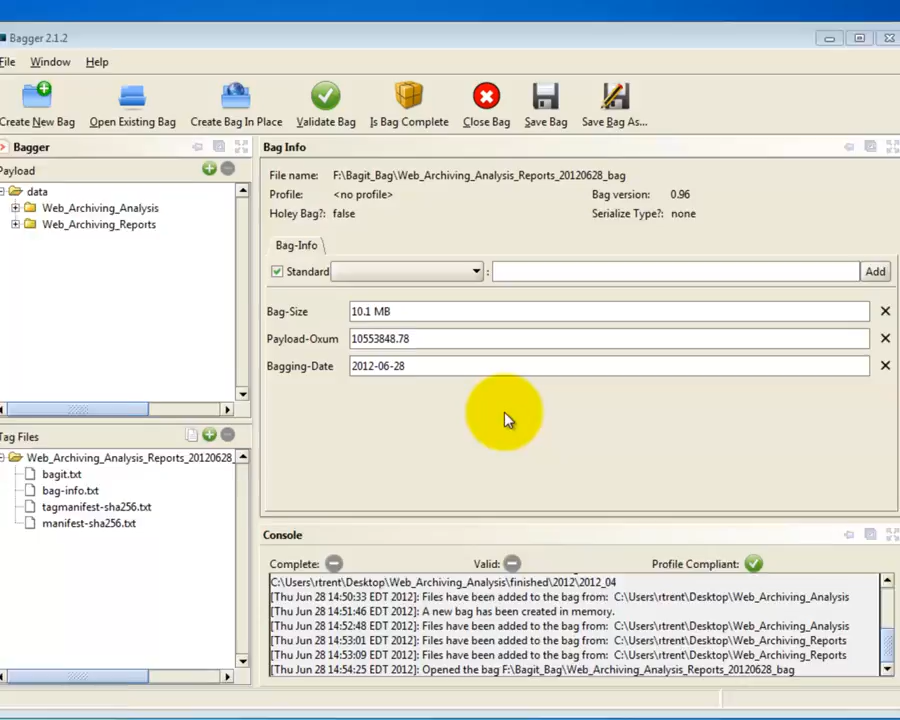 Bagger 2.1.2
File Window Help
Create New Bag Open Existing Bag Create Bag In Place Validate Bag Is Bag Complete Close Bag Save Bag Save Bag As...
Bagger
Payload
data
Web_Archiving_Analysis
Web_Archiving_Reports
Tag Files
Web_Archiving_Analysis_Reports_20120628_
bagit.txt
bag-info.txt
tagmanifest-sha256.txt
manifest-sha256.txt
Bag Info
File name: F:\Bagit_Bag\Web_Archiving_Analysis_Reports_20120628_bag
Profile: <no profile> Bag version: 0.96
Holey Bag?: false Serialize Type?: none
Bag-Info
Standard : Add
Bag-Size 10.1 MB
Payload-Oxum 10553848.78
Bagging-Date 2012-06-28
Console
Complete: Valid: Profile Compliant:
C:\Users\rtrent\Desktop\Web_Archiving_Analysis\finished\2012\2012_04
[Thu Jun 28 14:50:33 EDT 2012]: Files have been added to the bag from: C:\Users\rtrent\Desktop\Web_Archiving_Analysis
[Thu Jun 28 14:51:46 EDT 2012]: A new bag has been created in memory.
[Thu Jun 28 14:52:48 EDT 2012]: Files have been added to the bag from: C:\Users\rtrent\Desktop\Web_Archiving_Analysis
[Thu Jun 28 14:53:01 EDT 2012]: Files have been added to the bag from: C:\Users\rtrent\Desktop\Web_Archiving_Reports
[Thu Jun 28 14:53:09 EDT 2012]: Files have been added to the bag from: C:\Users\rtrent\Desktop\Web_Archiving_Reports
[Thu Jun 28 14:54:25 EDT 2012]: Opened the bag F:\Bagit_Bag\Web_Archiving_Analysis_Reports_20120628_bag